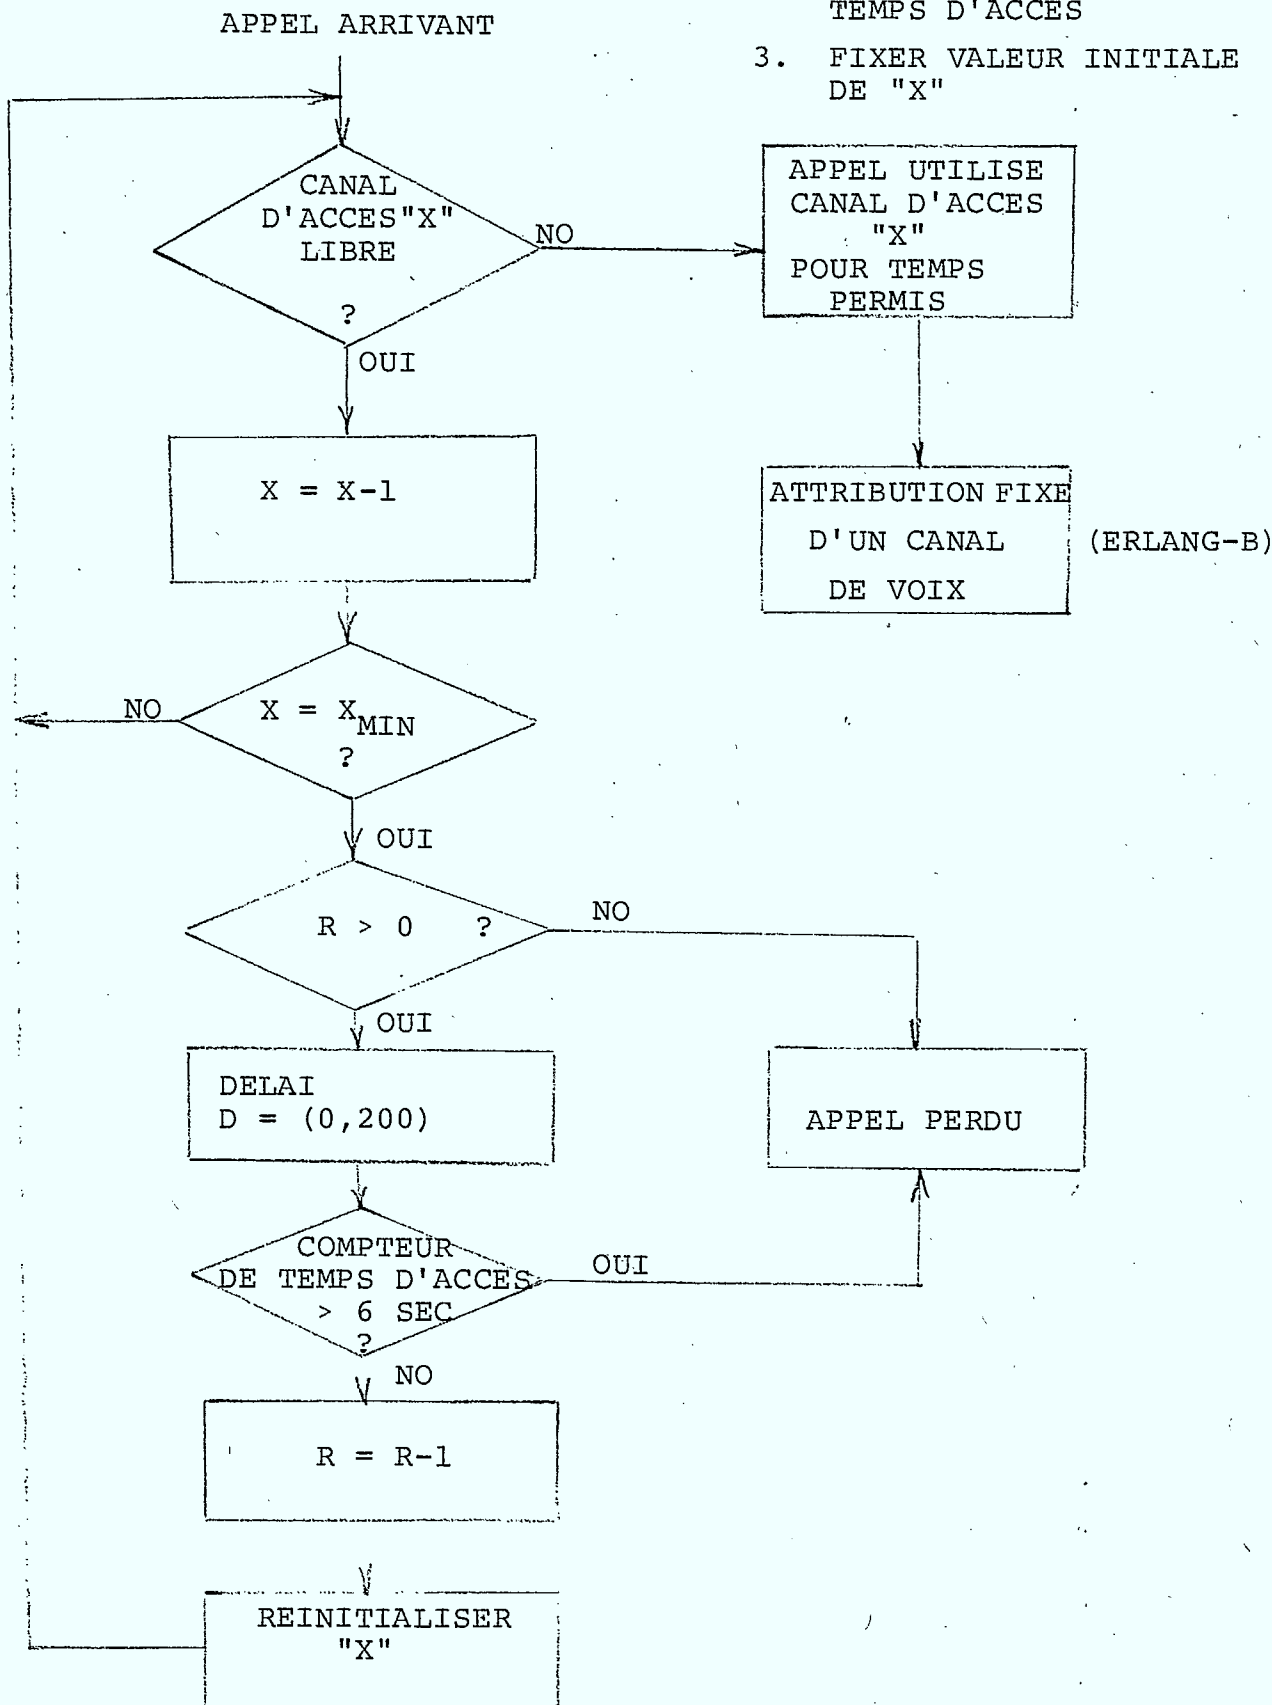 TEMPS D'ACCES
APPEL ARRIVANT
3. FIXER VALEUR INITIALE
DE "X"
CANAL
D'ACCES"X"
LIBRE
?
NO
OUI
APPEL UTILISE
CANAL D'ACCES
"X"
POUR TEMPS
PERMIS
X = X-1
ATTRIBUTION FIXE
D'UN CANAL
DE VOIX
(ERLANG-B)
NO
X = XMIN
?
OUI
R > 0 ?
NO
OUI
DELAI
D = (0,200)
APPEL PERDU
COMPTEUR
DE TEMPS D'ACCES
> 6 SEC
?
OUI
NO
R = R-1
REINITIALISER
"X"